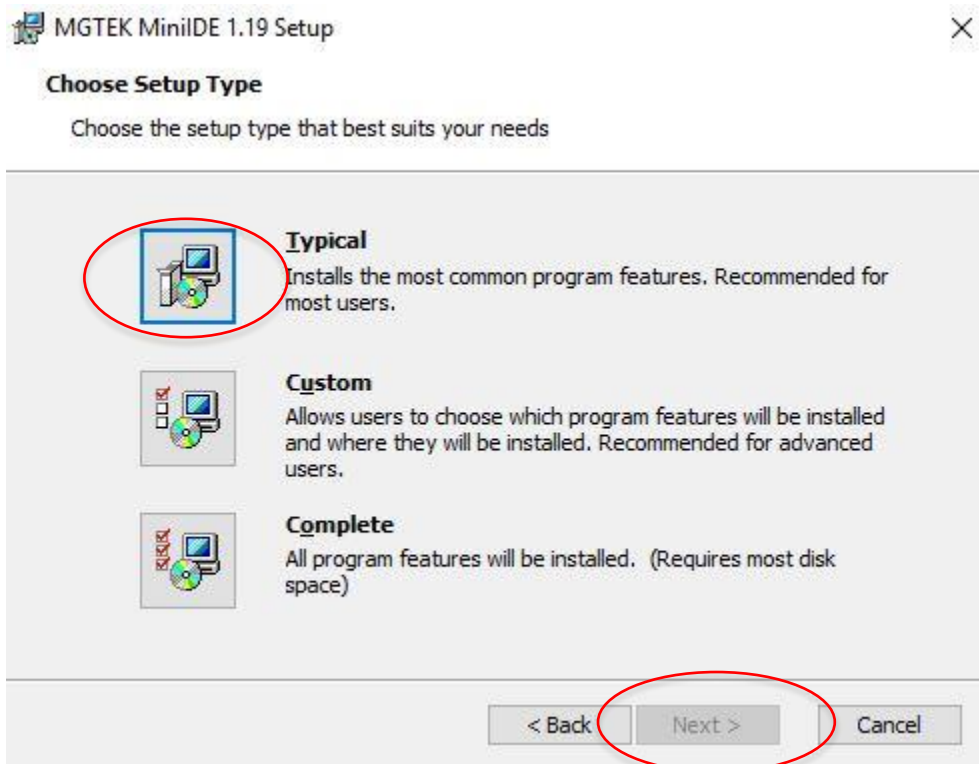 MGTEK MiniIDE 1.19 Setup
Choose Setup Type
Choose the setup type that best suits your needs
Typical
Installs the most common program features. Recommended for
most users.
Custom
Allows users to choose which program features will be installed
and where they will be installed. Recommended for advanced
users.
Complete
All program features will be installed. (Requires most disk
space)
< Back Next > Cancel